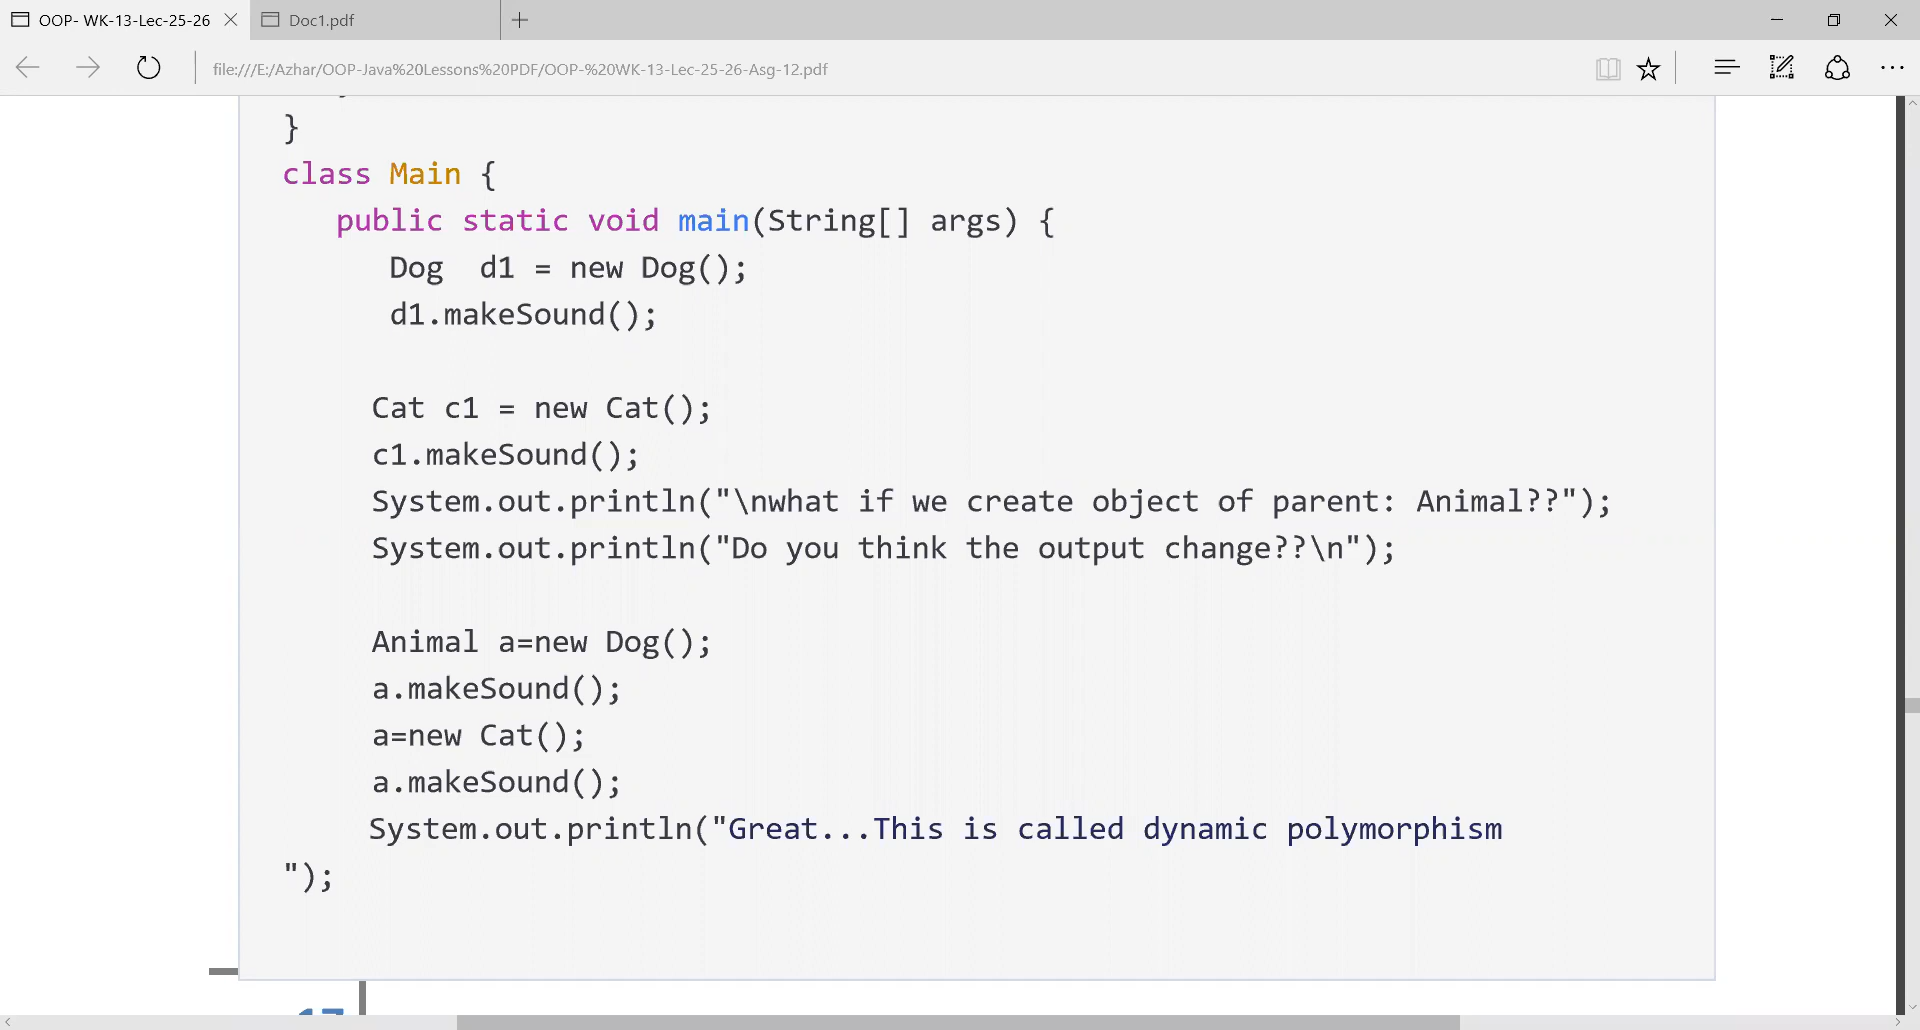 OOP- WK-13-Lec-25-26
Doc1.pdf
file:///E:/Azhar/OOP-Java%20Lessons%20PDF/OOP-%20WK-13-Lec-25-26-Asg-12.pdf
}
class Main {
public static void main(String[] args) {
Dog  d1 = new Dog();
d1.makeSound();
Cat c1 = new Cat();
c1.makeSound();
System.out.println("\nwhat if we create object of parent: Animal??");
System.out.println("Do you think the output change??\n");
Animal a=new Dog();
a.makeSound();
a=new Cat();
a.makeSound();
System.out.println("Great...This is called dynamic polymorphism
");